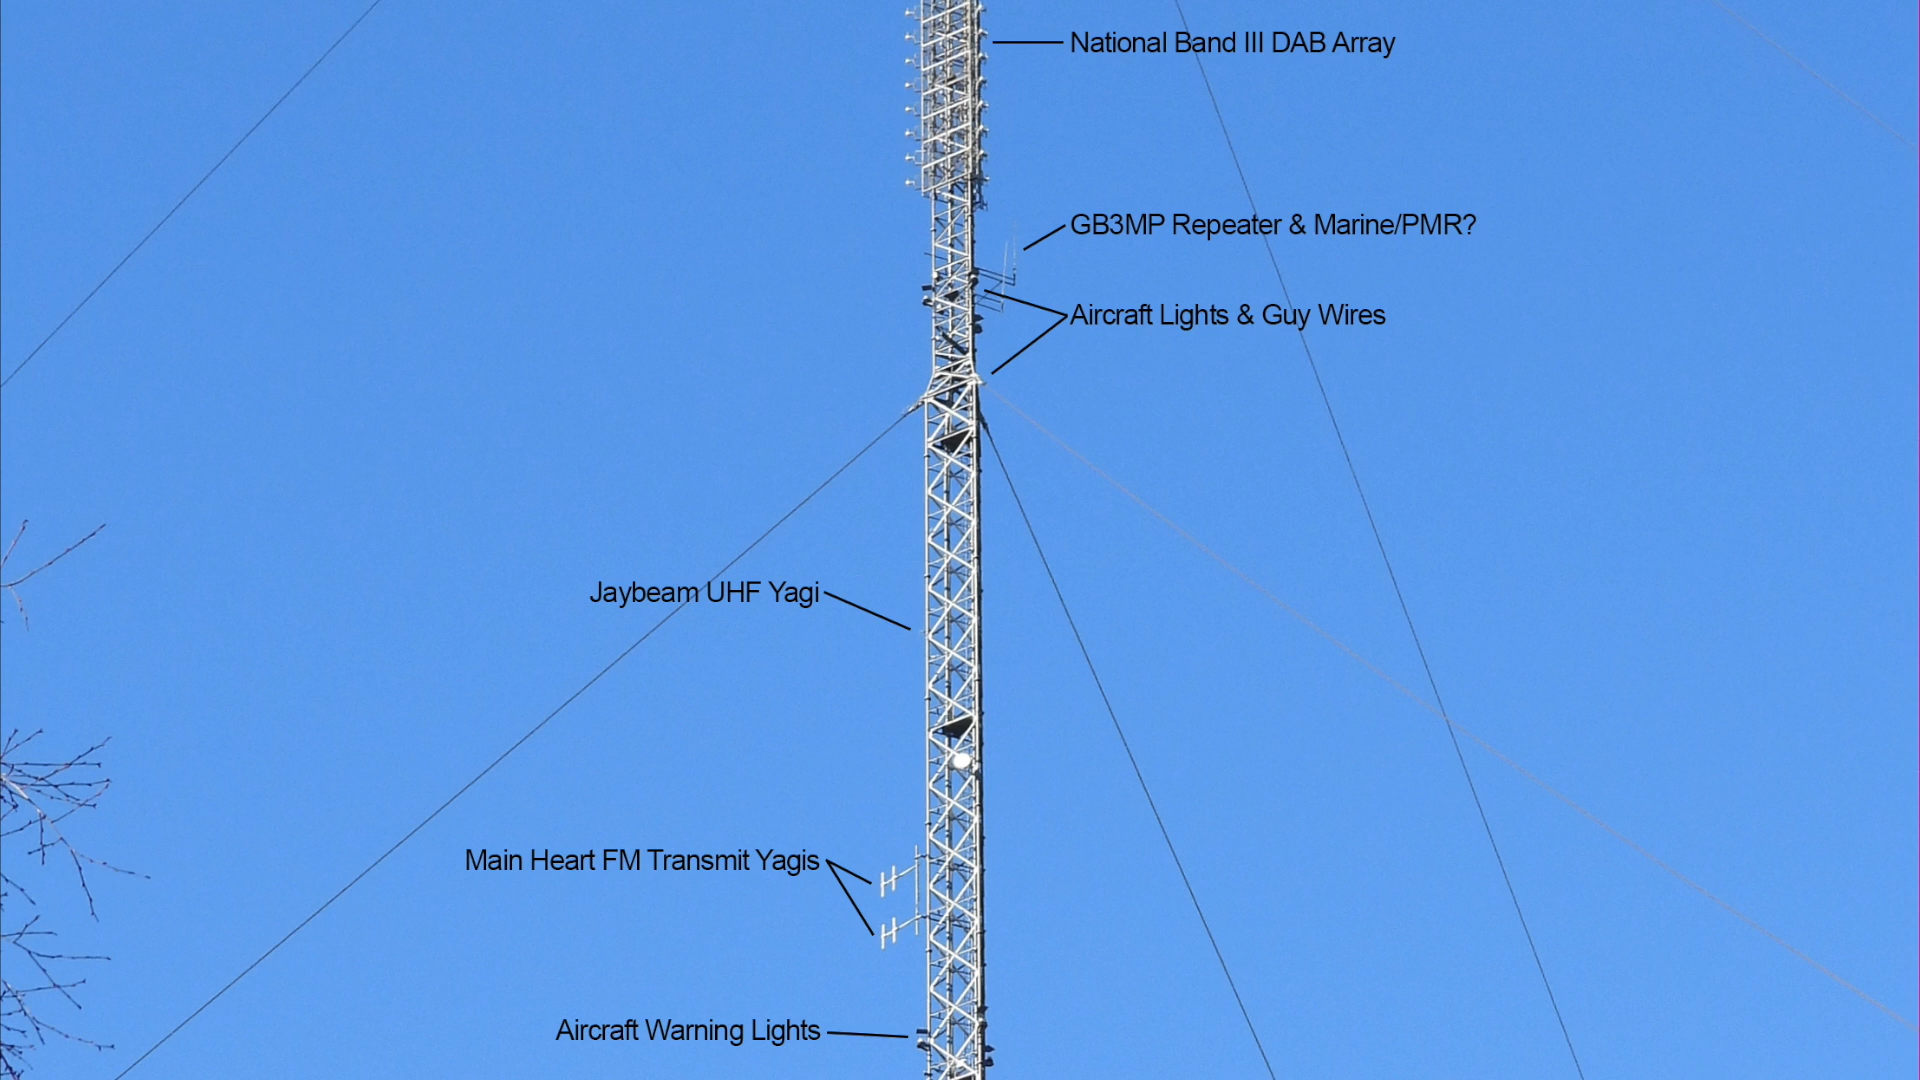 National Band III DAB Array
GB3MP Repeater & Marine/PMR?
Aircraft Lights & Guy Wires
Jaybeam UHF Yagi
Main Heart FM Transmit Yagis
Aircraft Warning Lights